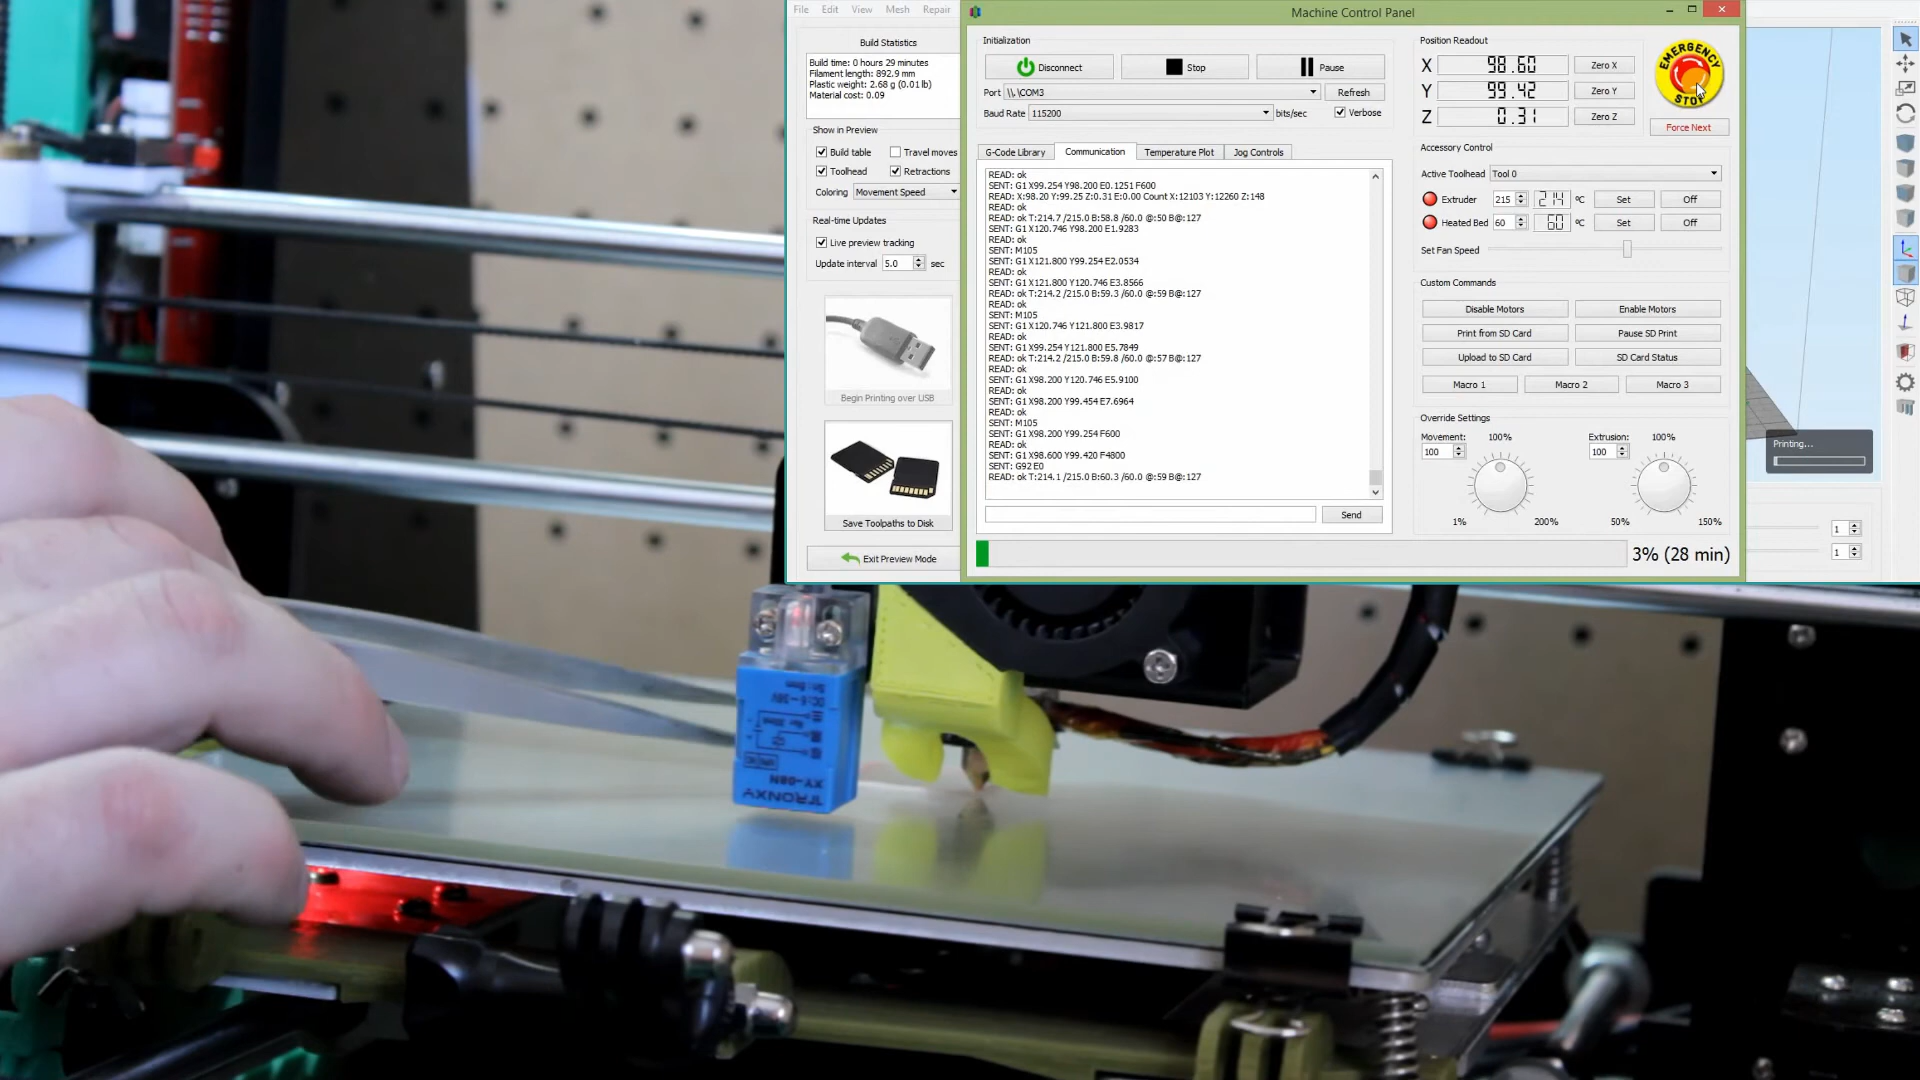 File Edit View Mesh Repair
Build Statistics
Build time: 0 hours 29 minutes
Filament length: 892.9 mm
Plastic weight: 2.68 g (0.01 lb)
Material cost: 0.09
Show in Preview
Build table Travel moves
Toolhead Retractions
Coloring Movement Speed
Real-time Updates
Live preview tracking
Update interval 5.0 sec
Begin Printing over USB
Save Toolpaths to Disk
Exit Preview Mode
Machine Control Panel
Initialization
Disconnect Stop Pause
Port \\.\COM3 Refresh
Baud Rate 115200 bits/sec Verbose
G-Code Library Communication Temperature Plot Jog Controls
READ: ok
SENT: G1 X99.254 Y98.200 E0.1251 F600
READ: X:98.20 Y:99.25 Z:0.31 E:0.00 Count X:12103 Y:12260 Z:148
READ: ok
READ: ok T:214.7 /215.0 B:58.8 /60.0 @:50 B@:127
SENT: G1 X120.746 Y98.200 E1.9283
READ: ok
SENT: M105
SENT: G1 X121.800 Y99.254 E2.0534
READ: ok
SENT: G1 X121.800 Y120.746 E3.8566
READ: ok T:214.2 /215.0 B:59.3 /60.0 @:59 B@:127
READ: ok
SENT: M105
SENT: G1 X120.746 Y121.800 E3.9817
READ: ok
SENT: G1 X99.254 Y121.800 E5.7849
READ: ok T:214.2 /215.0 B:59.8 /60.0 @:57 B@:127
READ: ok
SENT: G1 X98.200 Y120.746 E5.9100
READ: ok
SENT: G1 X98.200 Y99.454 E7.6964
READ: ok
SENT: M105
SENT: G1 X98.200 Y99.254 F600
READ: ok
SENT: G1 X98.600 Y99.420 F4800
SENT: G92 E0
READ: ok T:214.1 /215.0 B:60.3 /60.0 @:59 B@:127
Send
3% (28 min)
Position Readout
X 98.60 Zero X
Y 99.42 Zero Y
Z 0.31 Zero Z
EMERGENCY
STOP
Force Next
Accessory Control
Active Toolhead Tool 0
Extruder 215 214 ºC Set Off
Heated Bed 60 60 ºC Set Off
Set Fan Speed
Custom Commands
Disable Motors Enable Motors
Print from SD Card Pause SD Print
Upload to SD Card SD Card Status
Macro 1 Macro 2 Macro 3
Override Settings
Movement: 100% Extrusion: 100%
100 100
1% 200% 50% 150%
Printing...
1
1
TRONXY
XY-08N